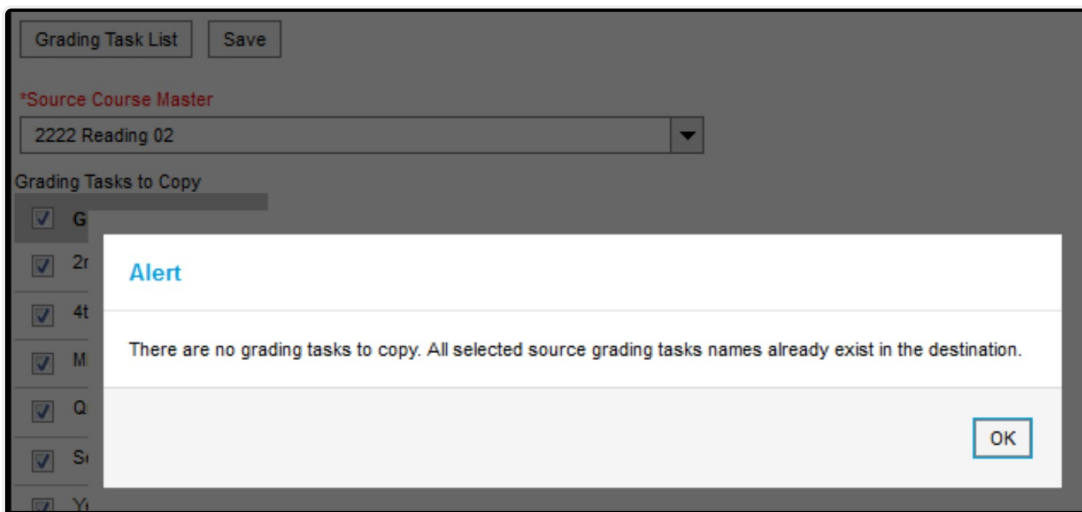 Grading Task List Save
*Source Course Master
2222 Reading 02
Grading Tasks to Copy
Alert
There are no grading tasks to copy. All selected source grading tasks names already exist in the destination.
OK